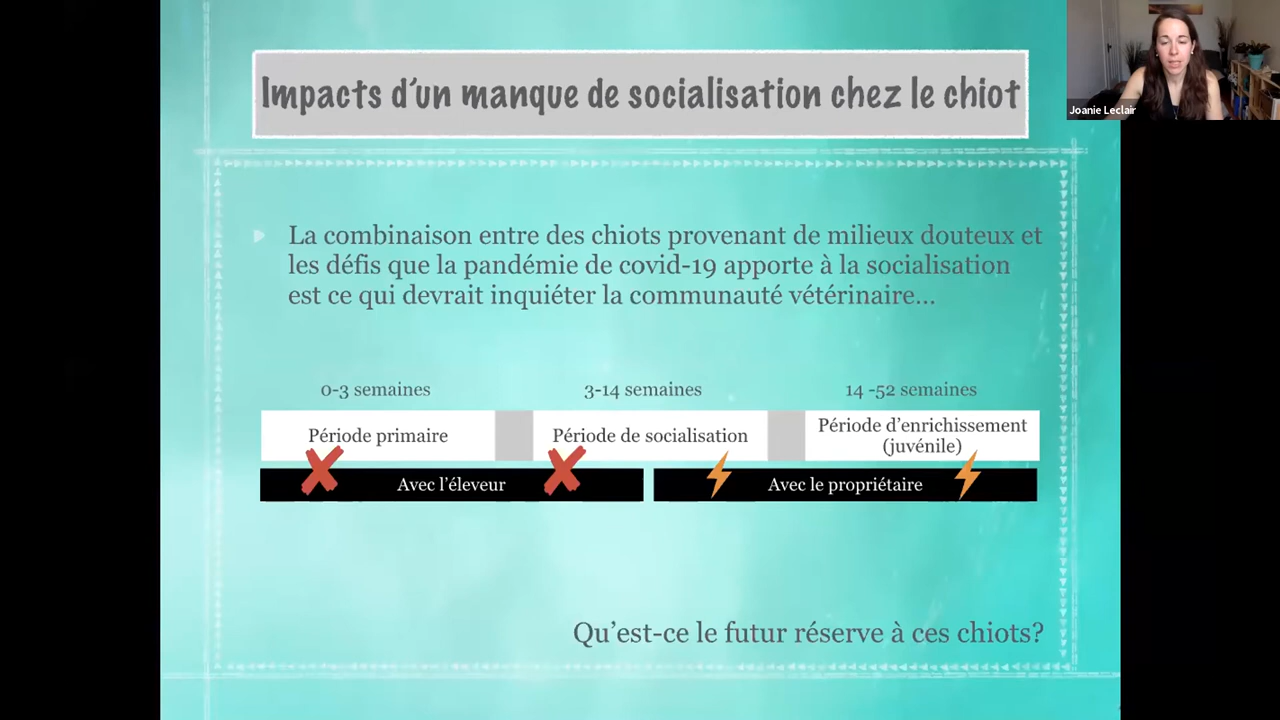 Impacts d'un manque de socialisation chez le chiot
Joanie Leclair
La combinaison entre des chiots provenant de milieux douteux et
les défis que la pandémie de covid-19 apporte à la socialisation
est ce qui devrait inquiéter la communauté vétérinaire...
0-3 semaines
3-14 semaines
14 -52 semaines
Période primaire
Période de socialisation
Période d'enrichissement
(juvénile)
Avec l'éleveur
Avec le propriétaire
Qu'est-ce le futur réserve à ces chiots?